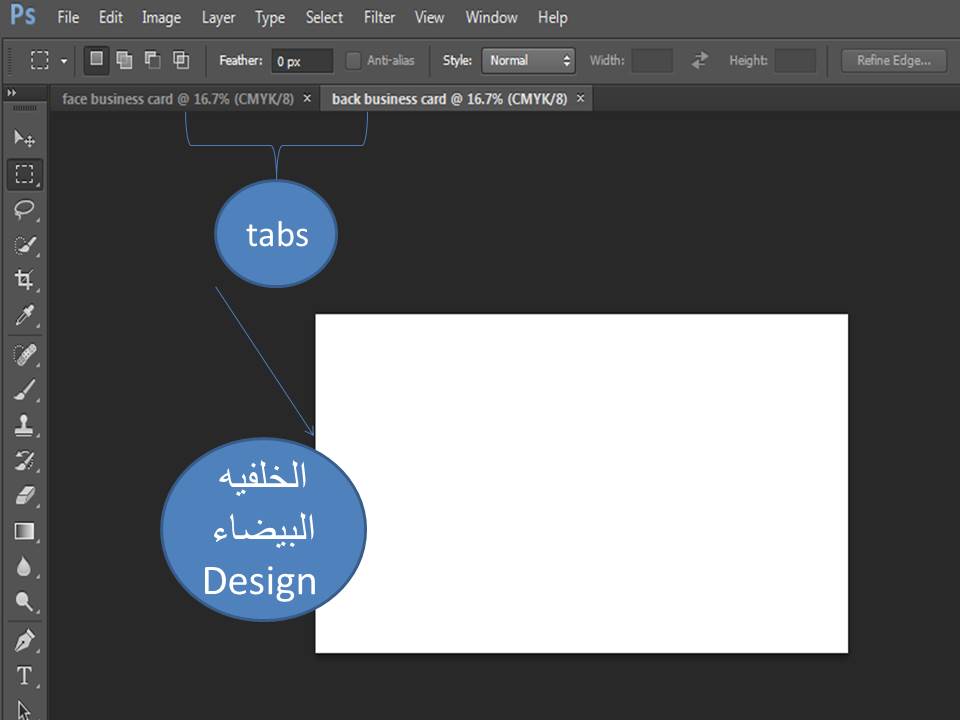 Ps File Edit Image Layer Type Select Filter View Window Help
Feather: 0 px Anti-alias Style: Normal Width: Height: Refine Edge...
face business card @ 16.7% (CMYK/8) × back business card @ 16.7% (CMYK/8) ×
tabs
الخلفيه
البيضاء
Design
T